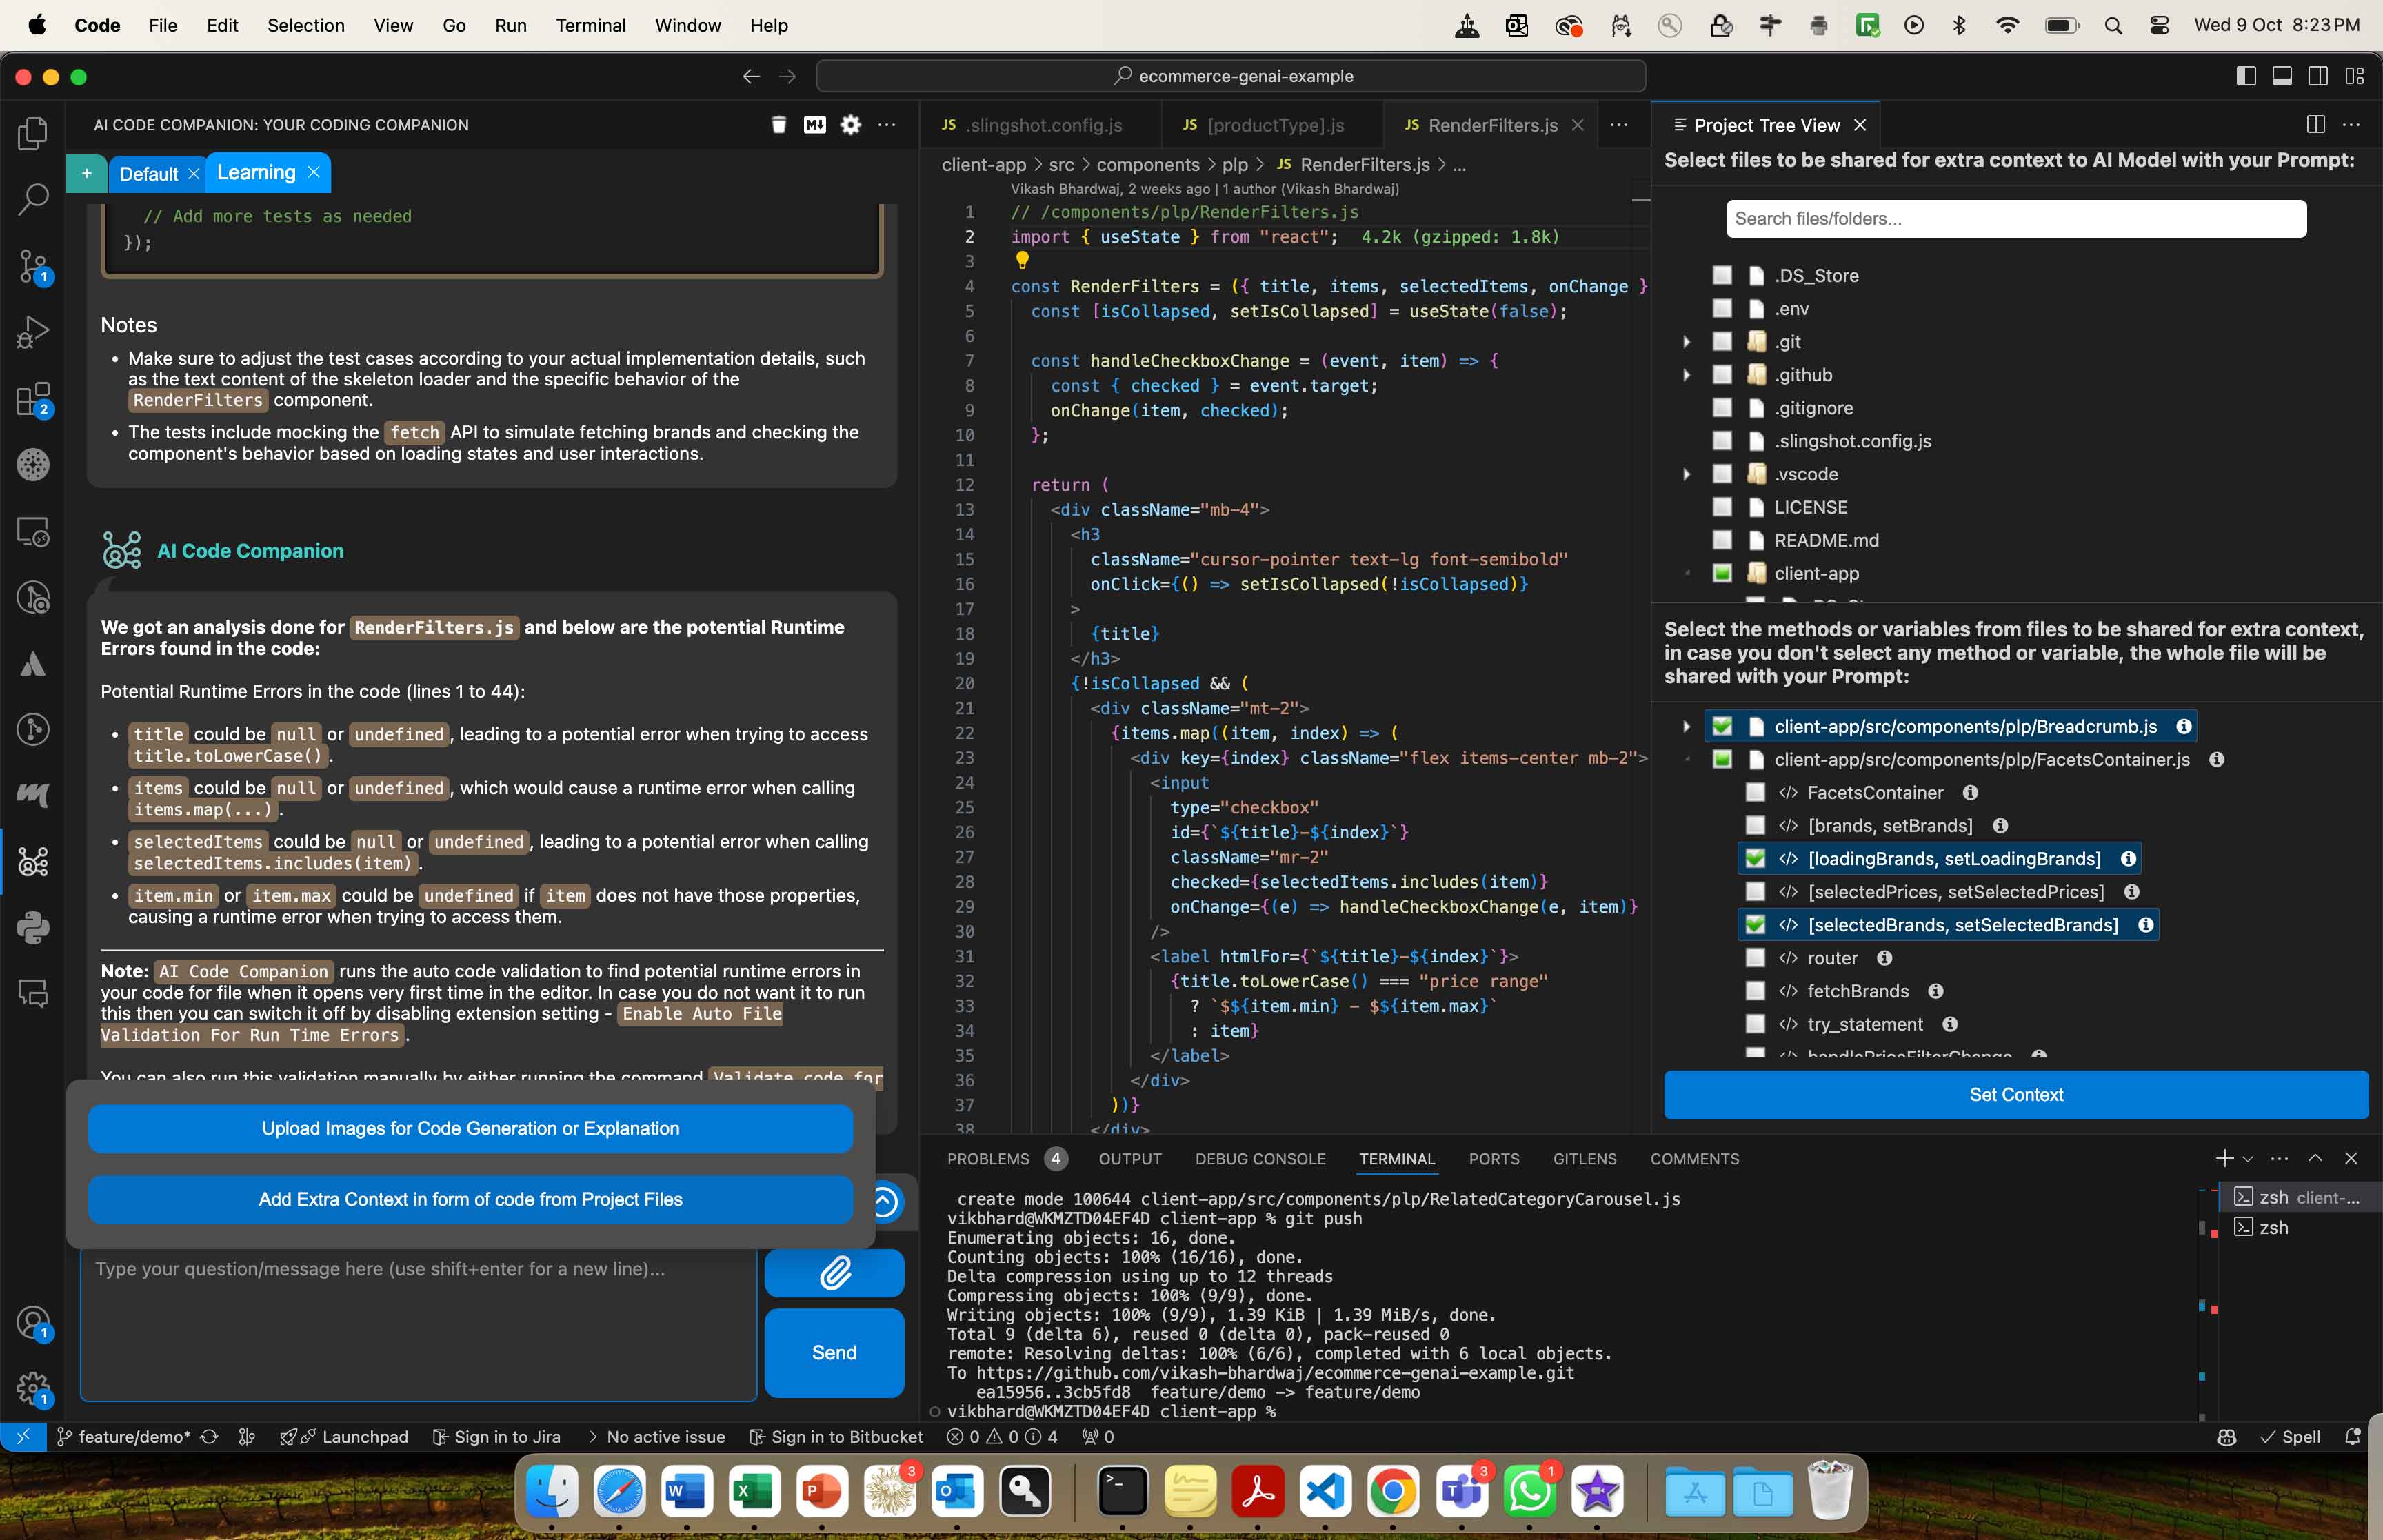 Code File Edit Selection View Go Run Terminal Window Help
Wed 9 Oct 8:23 PM
ecommerce-genai-example
AI CODE COMPANION: YOUR CODING COMPANION
M↓
+ Default Learning
// Add more tests as needed
});
Notes
• Make sure to adjust the test cases according to your actual implementation details, such
as the text content of the skeleton loader and the specific behavior of the
RenderFilters component.
• The tests include mocking the fetch API to simulate fetching brands and checking the
component's behavior based on loading states and user interactions.
AI Code Companion
We got an analysis done for RenderFilters.js and below are the potential Runtime
Errors found in the code:
Potential Runtime Errors in the code (lines 1 to 44):
• title could be null or undefined, leading to a potential error when trying to access
title.toLowerCase().
• items could be null or undefined, which would cause a runtime error when calling
items.map(...).
• selectedItems could be null or undefined, leading to a potential error when calling
selectedItems.includes(item).
• item.min or item.max could be undefined if item does not have those properties,
causing a runtime error when trying to access them.
Note: AI Code Companion runs the auto code validation to find potential runtime errors in
your code for file when it opens very first time in the editor. In case you do not want it to run
this then you can switch it off by disabling extension setting - Enable Auto File
Validation For Run Time Errors.
You can also run this validation manually by either running the command Validate code for
Upload Images for Code Generation or Explanation
Add Extra Context in form of code from Project Files
Type your question/message here (use shift+enter for a new line)...
Send
JS .slingshot.config.js JS [productType].js JS RenderFilters.js
client-app > src > components > plp > JS RenderFilters.js > ...
Vikash Bhardwaj, 2 weeks ago | 1 author (Vikash Bhardwaj)
1 // /components/plp/RenderFilters.js
2 import { useState } from "react"; 4.2k (gzipped: 1.8k)
3
4 const RenderFilters = ({ title, items, selectedItems, onChange }
5 const [isCollapsed, setIsCollapsed] = useState(false);
6
7 const handleCheckboxChange = (event, item) => {
8 const { checked } = event.target;
9 onChange(item, checked);
10 };
11
12 return (
13 <div className="mb-4">
14 <h3
15 className="cursor-pointer text-lg font-semibold"
16 onClick={() => setIsCollapsed(!isCollapsed)}
17 >
18 {title}
19 </h3>
20 {!isCollapsed && (
21 <div className="mt-2">
22 {items.map((item, index) => (
23 <div key={index} className="flex items-center mb-2">
24 <input
25 type="checkbox"
26 id={`${title}-${index}`}
27 className="mr-2"
28 checked={selectedItems.includes(item)}
29 onChange={(e) => handleCheckboxChange(e, item)}
30 />
31 <label htmlFor={`${title}-${index}`}>
32 {title.toLowerCase() === "price range"
33 ? `$${item.min} - $${item.max}`
34 : item}
35 </label>
36 </div>
37 ))}
38 </div>
Project Tree View
Select files to be shared for extra context to AI Model with your Prompt:
Search files/folders...
.DS_Store
.env
.git
.github
.gitignore
.slingshot.config.js
.vscode
LICENSE
README.md
client-app
Select the methods or variables from files to be shared for extra context,
in case you don't select any method or variable, the whole file will be
shared with your Prompt:
client-app/src/components/plp/Breadcrumb.js
client-app/src/components/plp/FacetsContainer.js
</> FacetsContainer
</> [brands, setBrands]
</> [loadingBrands, setLoadingBrands]
</> [selectedPrices, setSelectedPrices]
</> [selectedBrands, setSelectedBrands]
</> router
</> fetchBrands
</> try_statement
</> handlePriceFilterChange
Set Context
PROBLEMS 4 OUTPUT DEBUG CONSOLE TERMINAL PORTS GITLENS COMMENTS
create mode 100644 client-app/src/components/plp/RelatedCategoryCarousel.js
vikbhard@WKMZTD04EF4D client-app % git push
Enumerating objects: 16, done.
Counting objects: 100% (16/16), done.
Delta compression using up to 12 threads
Compressing objects: 100% (9/9), done.
Writing objects: 100% (9/9), 1.39 KiB | 1.39 MiB/s, done.
Total 9 (delta 6), reused 0 (delta 0), pack-reused 0
remote: Resolving deltas: 100% (6/6), completed with 6 local objects.
To https://github.com/vikash-bhardwaj/ecommerce-genai-example.git
ea15956..3cb5fd8 feature/demo -> feature/demo
vikbhard@WKMZTD04EF4D client-app %
zsh client-...
zsh
1
2
1
1
feature/demo* Launchpad Sign in to Jira > No active issue Sign in to Bitbucket 0 0 4 0 Spell
W X P 3 O T 3 1